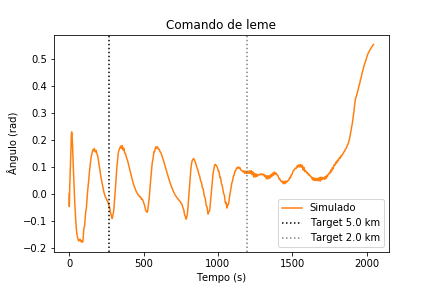 Comando de leme
Ângulo (rad)
0.5
0.4
0.3
0.2
0.1
0.0
−0.1
−0.2
0
500
1000
1500
2000
Tempo (s)
Simulado
Target 5.0 km
Target 2.0 km